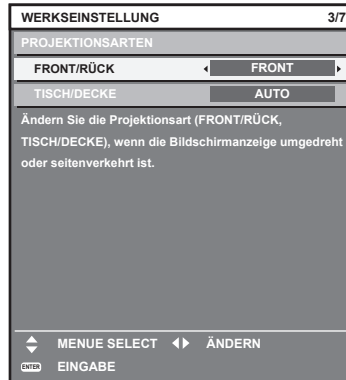 WERKSEINSTELLUNG 3/7
PROJEKTIONSARTEN
FRONT/RÜCK FRONT
TISCH/DECKE AUTO
Ändern Sie die Projektionsart (FRONT/RÜCK,
TISCH/DECKE), wenn die Bildschirmanzeige umgedreht
oder seitenverkehrt ist.
MENUE SELECT ÄNDERN
ENTER EINGABE